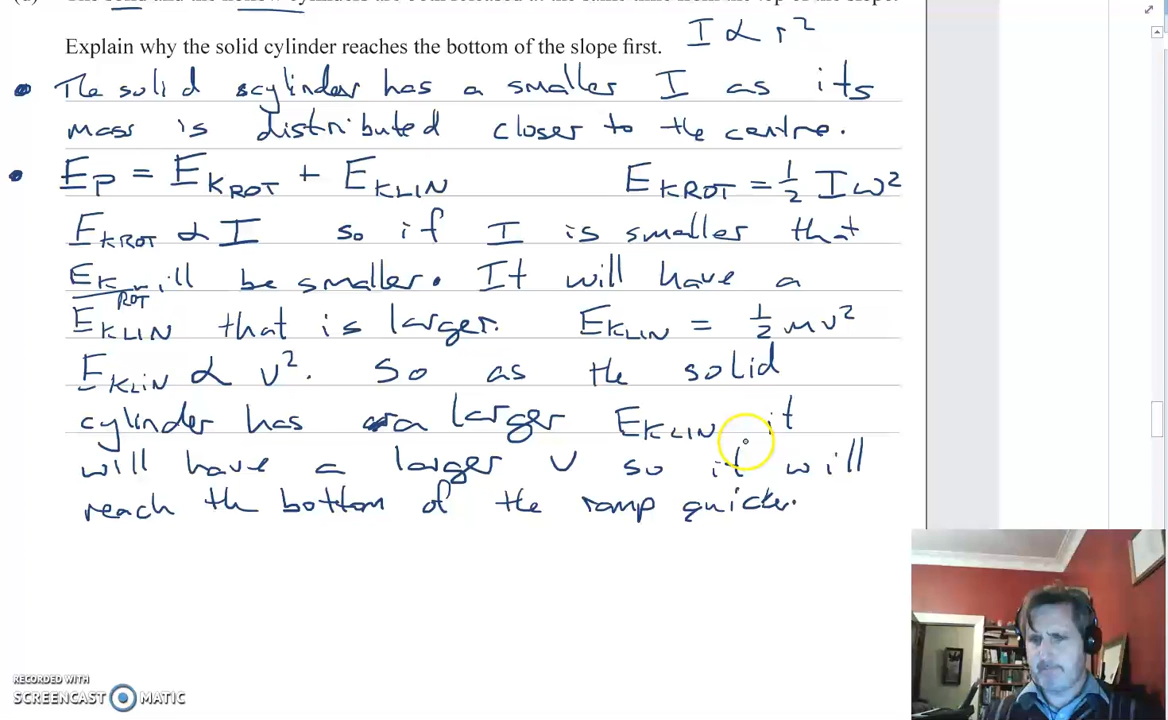 Explain why the solid cylinder reaches the bottom of the slope first. I ∝ r²
• The solid scylinder has a smaller I as its
mass is distributed closer to the centre.
• Ep = EKROT + EKLIN EKROT = ½ Iω²
EKROT ∝ I so if I is smaller that
EKROT will be smaller. It will have a
EKLIN that is larger. EKLIN = ½ mv²
EKLIN ∝ v². So as the solid
cylinder has a larger EKLIN it
will have a larger v so it will
reach the bottom of the ramp quicker.
RECORDED WITH
SCREENCAST MATIC